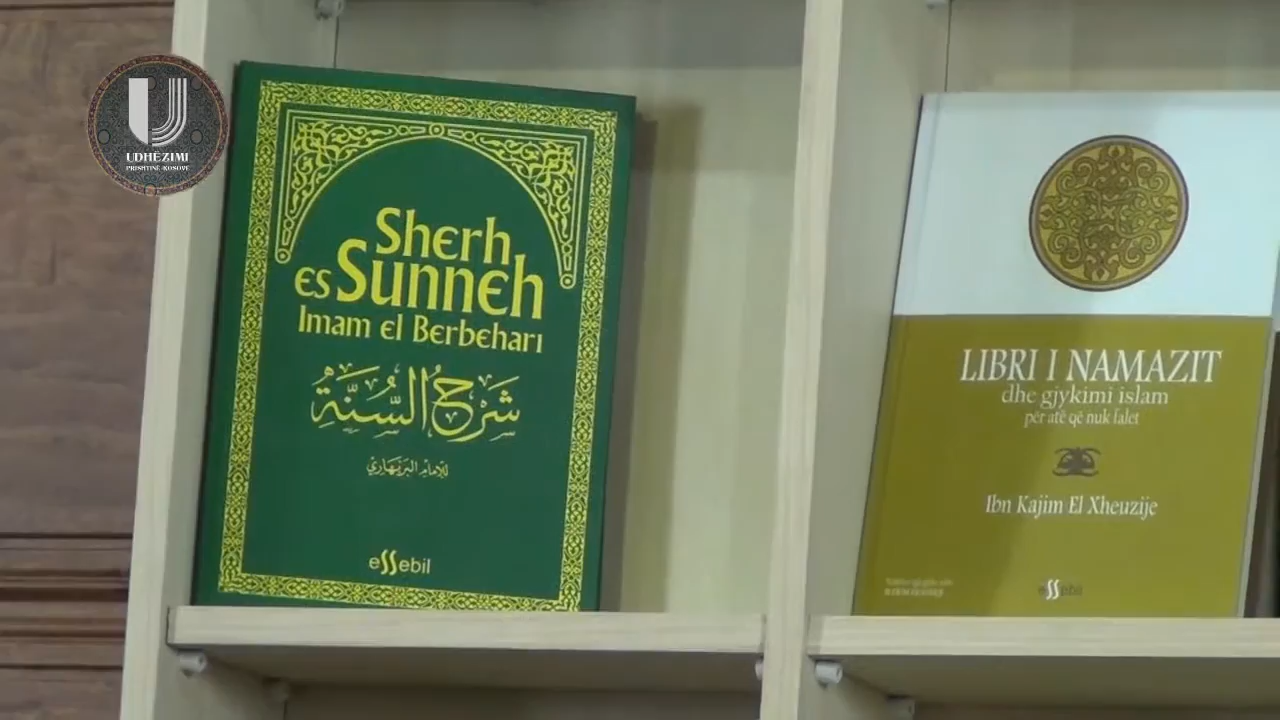 UDHËZIMI
PRISHTINË-KOSOVË
Sherh
es Sunneh
Imam el Berbehari
شرح السُّنَّة
للإمام البربهاري
essebil
LIBRI I NAMAZIT
dhe gjykimi islam
për atë që nuk falet
Ibn Kajim El Xheuzije
essebil